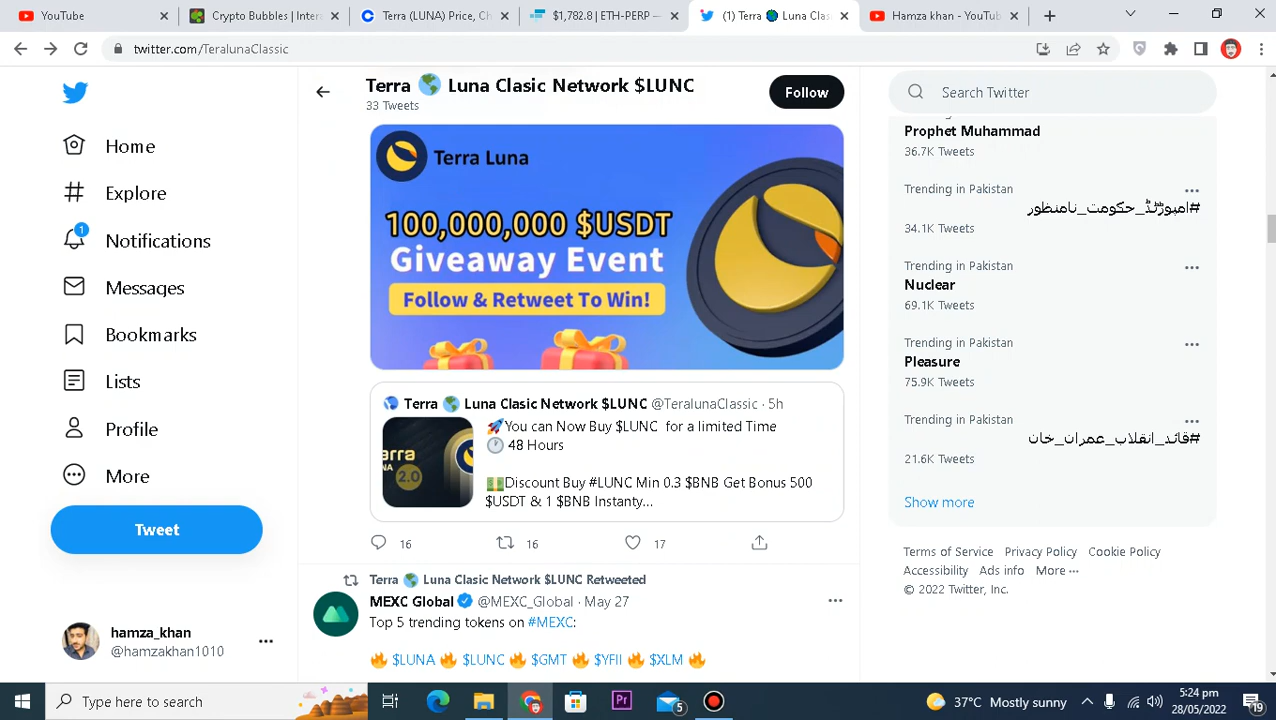 YouTube
Crypto Bubbles | Inter
Terra (LUNA) Price, Ch
$1,782.8 | ETH-PERP —
(1) Terra 🌎 Luna Clas
Hamza khan - YouTub
twitter.com/TeralunaClassic
Home
Explore
1
Notifications
Messages
Bookmarks
Lists
Profile
More
Tweet
hamza_khan
@hamzakhan1010
Terra 🌎 Luna Clasic Network $LUNC
33 Tweets
Follow
Terra Luna
100,000,000 $USDT
Giveaway Event
Follow & Retweet To Win!
Terra 🌎 Luna Clasic Network $LUNC @TeralunaClassic · 5h
erra
2.0
🚀You can Now Buy $LUNC for a limited Time
🕐 48 Hours
💵Discount Buy #LUNC Min 0.3 $BNB Get Bonus 500
$USDT & 1 $BNB Instanty...
16 16 17
Terra 🌎 Luna Clasic Network $LUNC Retweeted
MEXC Global @MEXC_Global · May 27
Top 5 trending tokens on #MEXC:
🔥 $LUNA 🔥 $LUNC 🔥 $GMT 🔥 $YFII 🔥 $XLM 🔥
Search Twitter
Prophet Muhammad
36.7K Tweets
Trending in Pakistan
#امپورٹڈ_حکومت_نامنظور
34.1K Tweets
Trending in Pakistan
Nuclear
69.1K Tweets
Trending in Pakistan
Pleasure
75.9K Tweets
Trending in Pakistan
#قائد_انقلاب_عمران_خان
21.6K Tweets
Show more
Terms of Service Privacy Policy Cookie Policy
Accessibility Ads info More ···
© 2022 Twitter, Inc.
Type here to search
Pr
5
37°C Mostly sunny
5:24 pm
28/05/2022
19